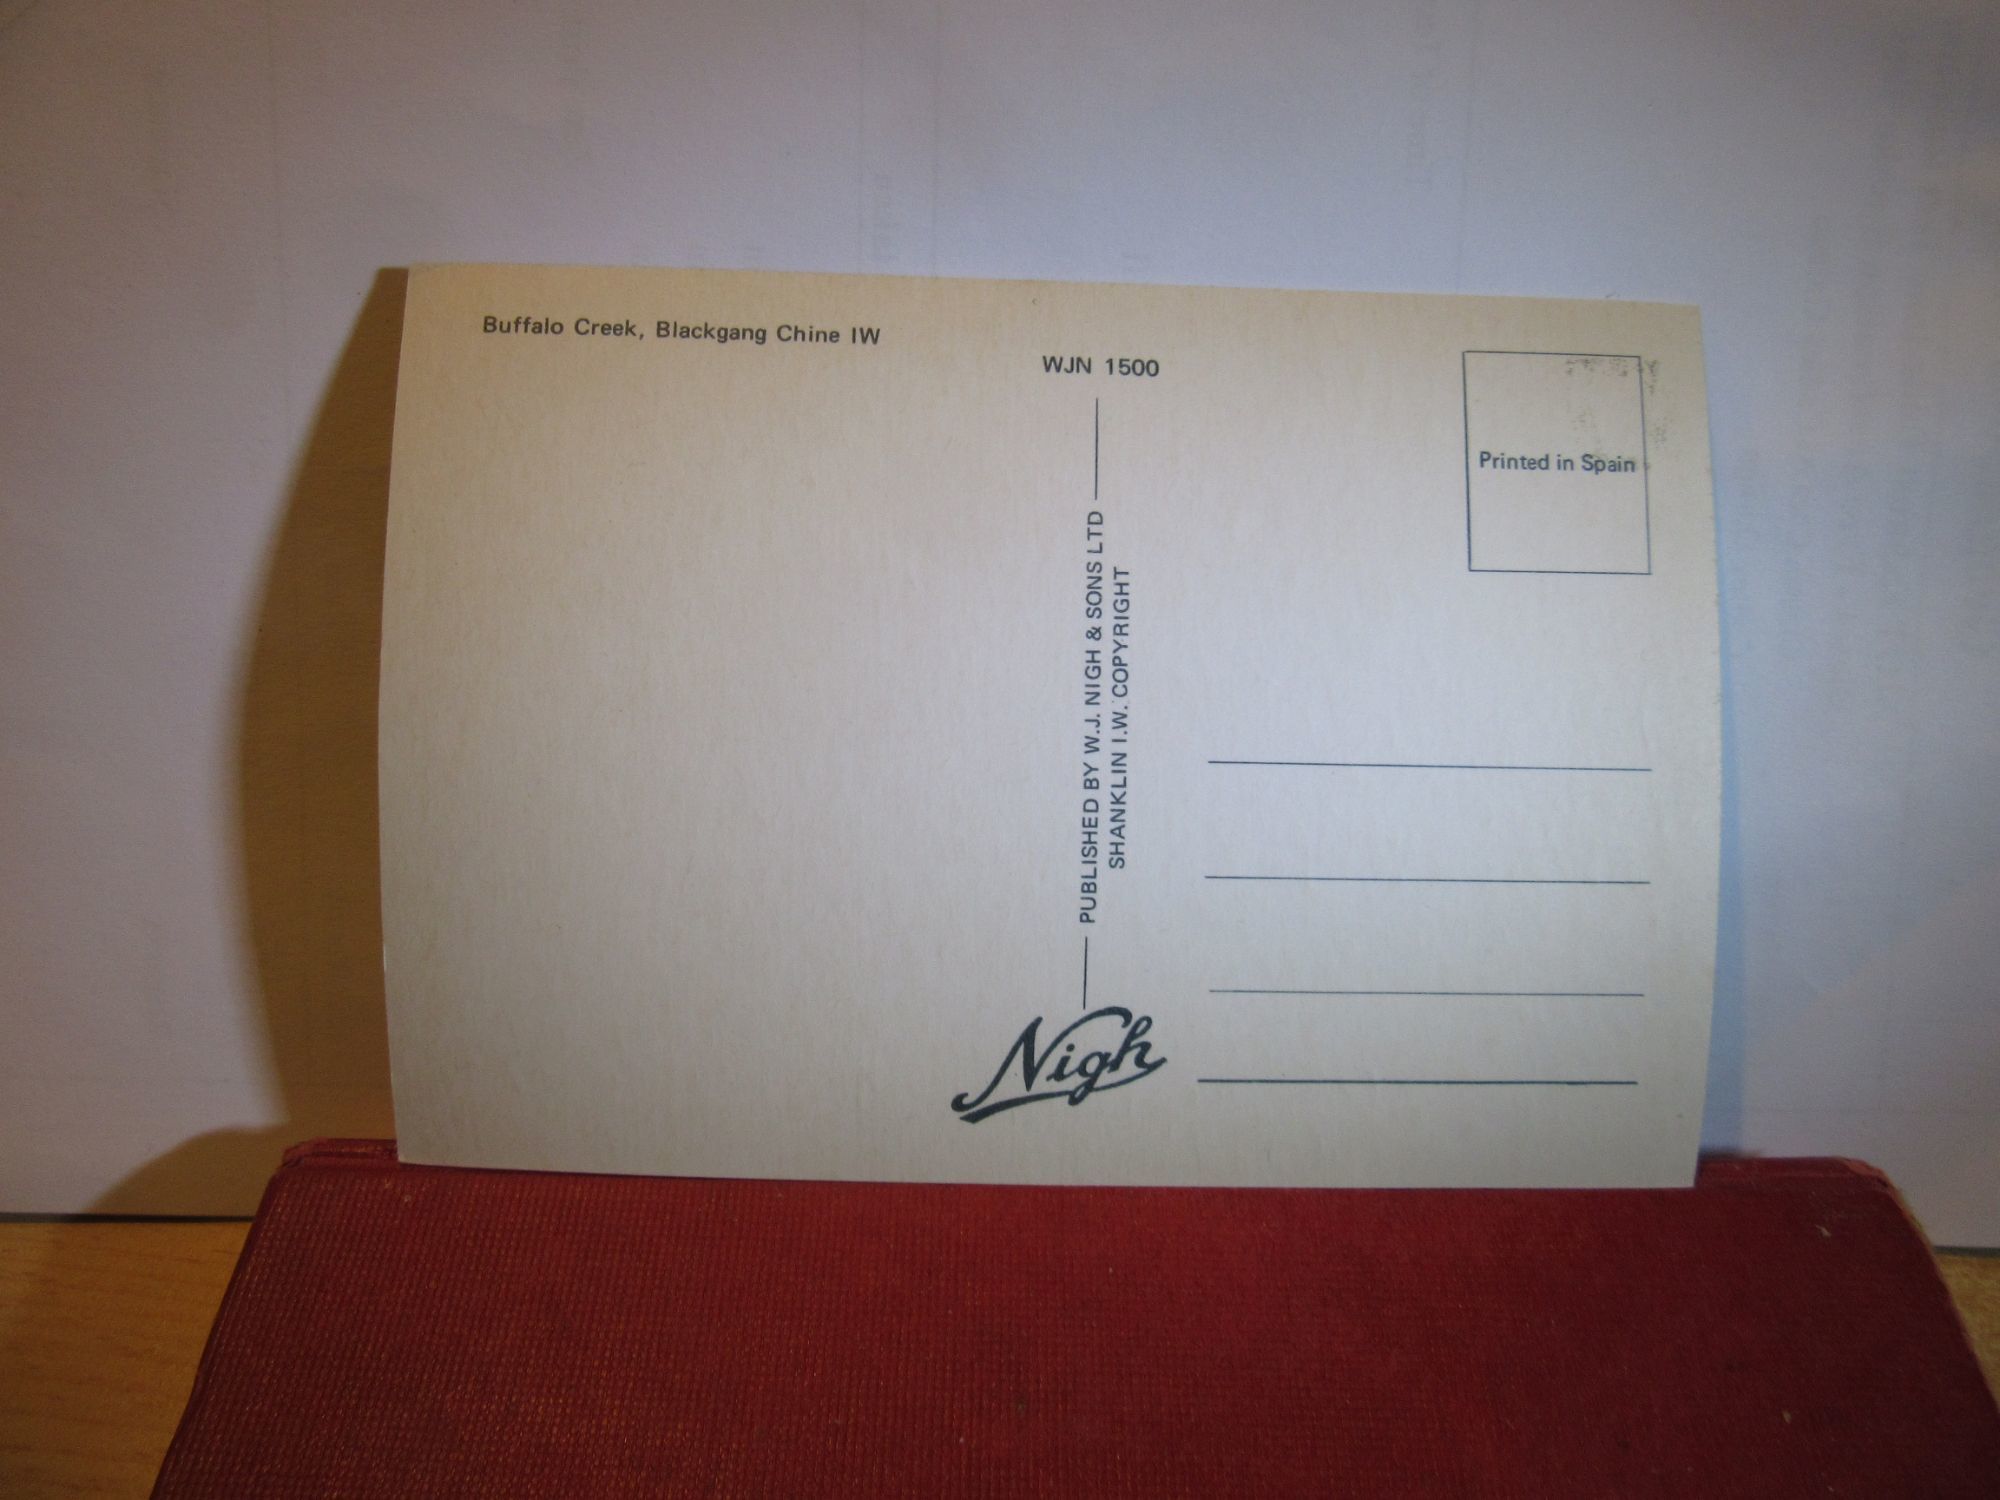 Buffalo Creek, Blackgang Chine IW
WJN 1500
PUBLISHED BY W.J. NIGH & SONS LTD
SHANKLIN I.W. COPYRIGHT
Nigh
Printed in Spain